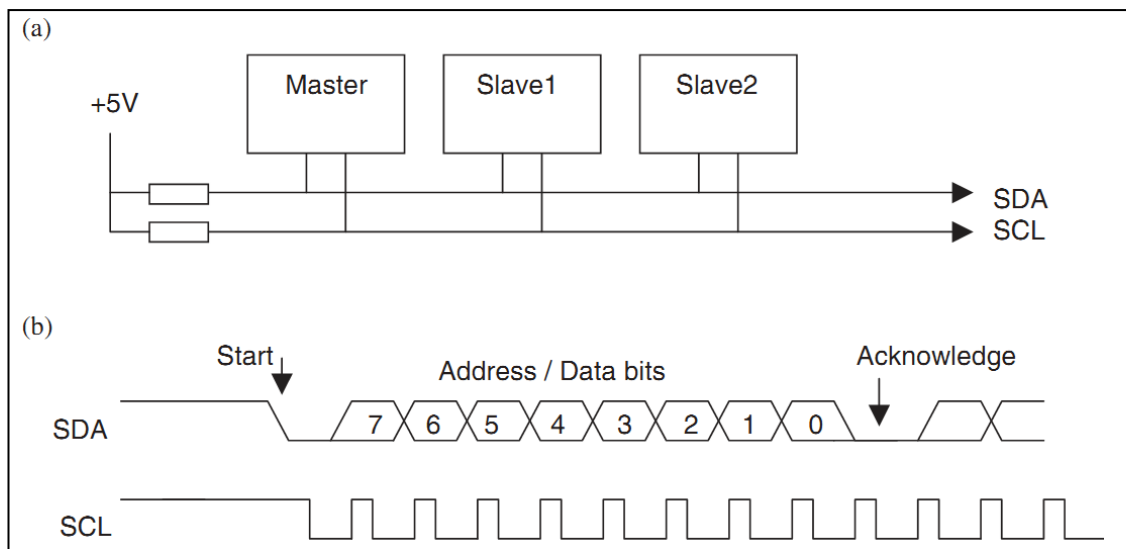 (a)
Master Slave1 Slave2
+5V
SDA
SCL
(b)
Start Address / Data bits Acknowledge
SDA 7 6 5 4 3 2 1 0
SCL